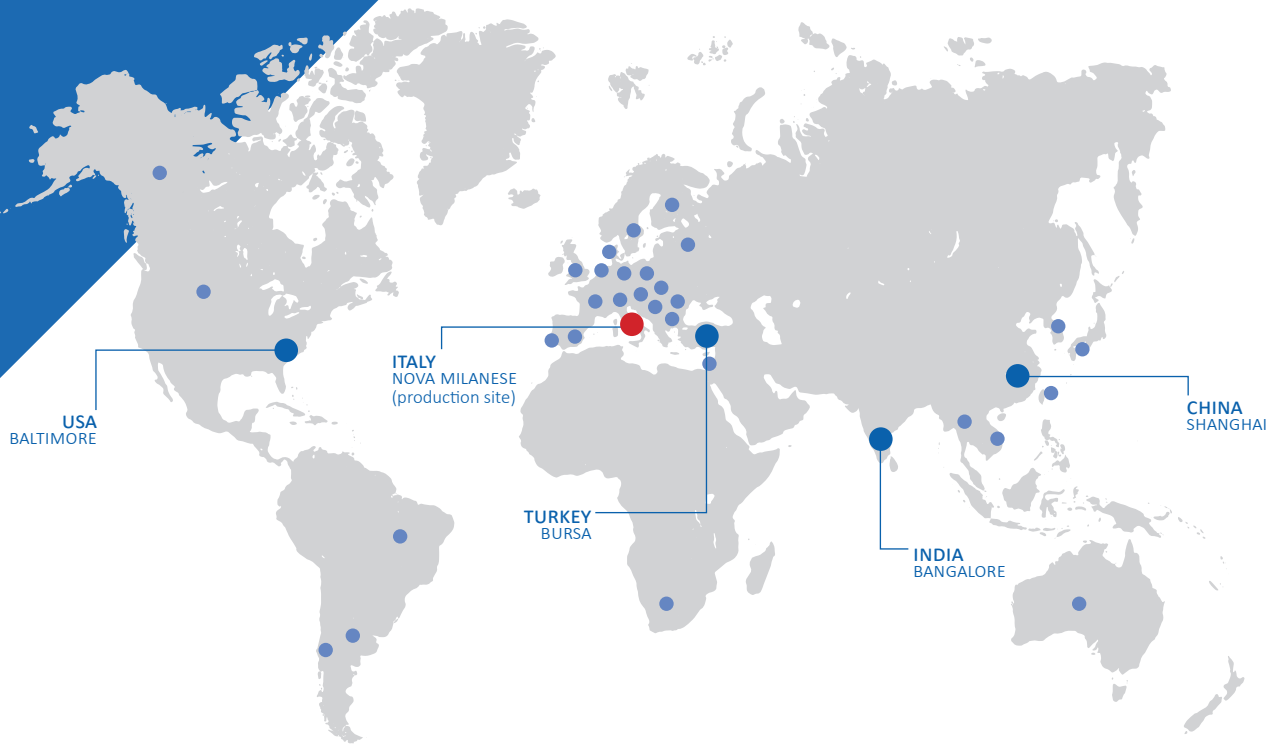 ITALY
NOVA MILANESE
(production site)
USA
BALTIMORE
CHINA
SHANGHAI
TURKEY
BURSA
INDIA
BANGALORE